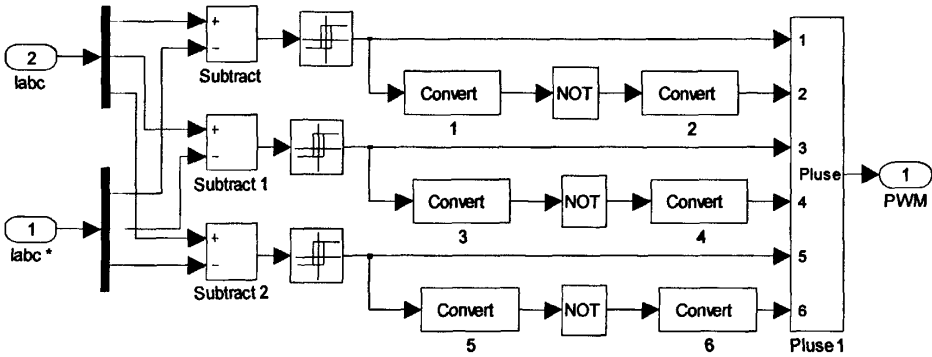 2
Iabc
1
Iabc *
+
−
Subtract
+
−
Subtract 1
+
−
Subtract 2
Convert
1
NOT
Convert
2
Convert
3
NOT
Convert
4
Convert
5
NOT
Convert
6
1
2
3
Pluse
4
5
6
Pluse 1
1
PWM